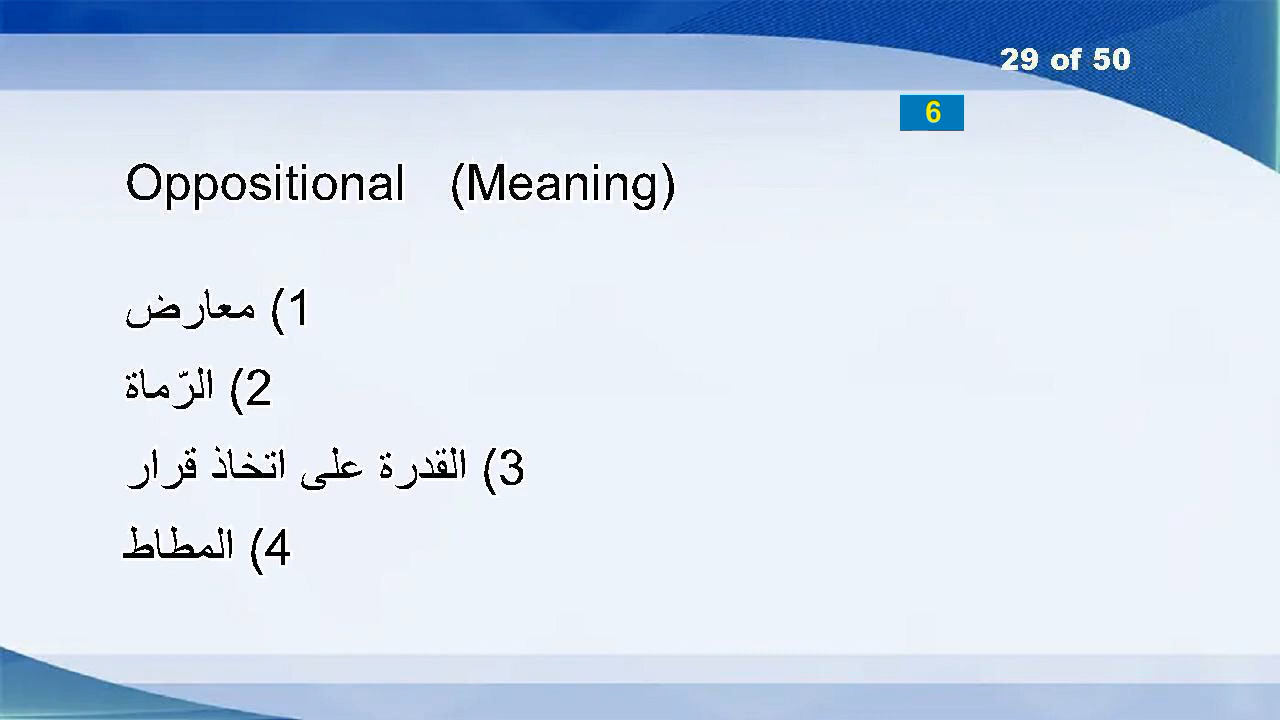 29 of 50
6
Oppositional (Meaning)
1) معارض
2) الرّماة
3) القدرة على اتخاذ قرار
4) المطاط